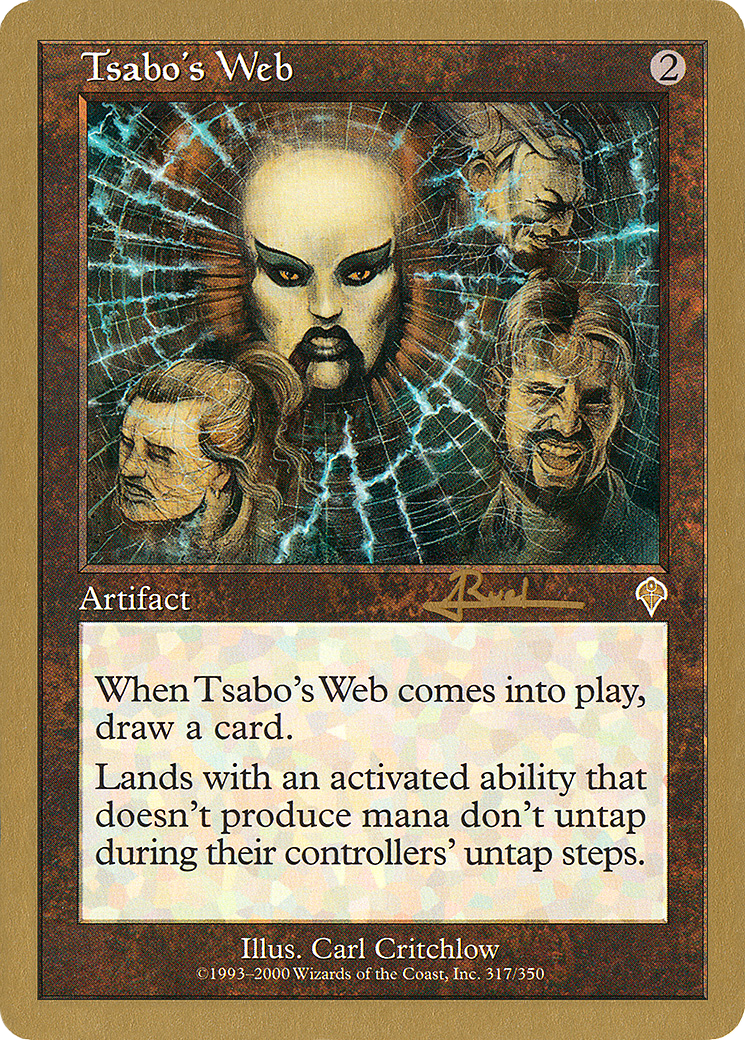 Tsabo's Web
2
Artifact
When Tsabo's Web comes into play,
draw a card.
Lands with an activated ability that
doesn't produce mana don't untap
during their controllers' untap steps.
Illus. Carl Critchlow
©1993–2000 Wizards of the Coast, Inc. 317/350